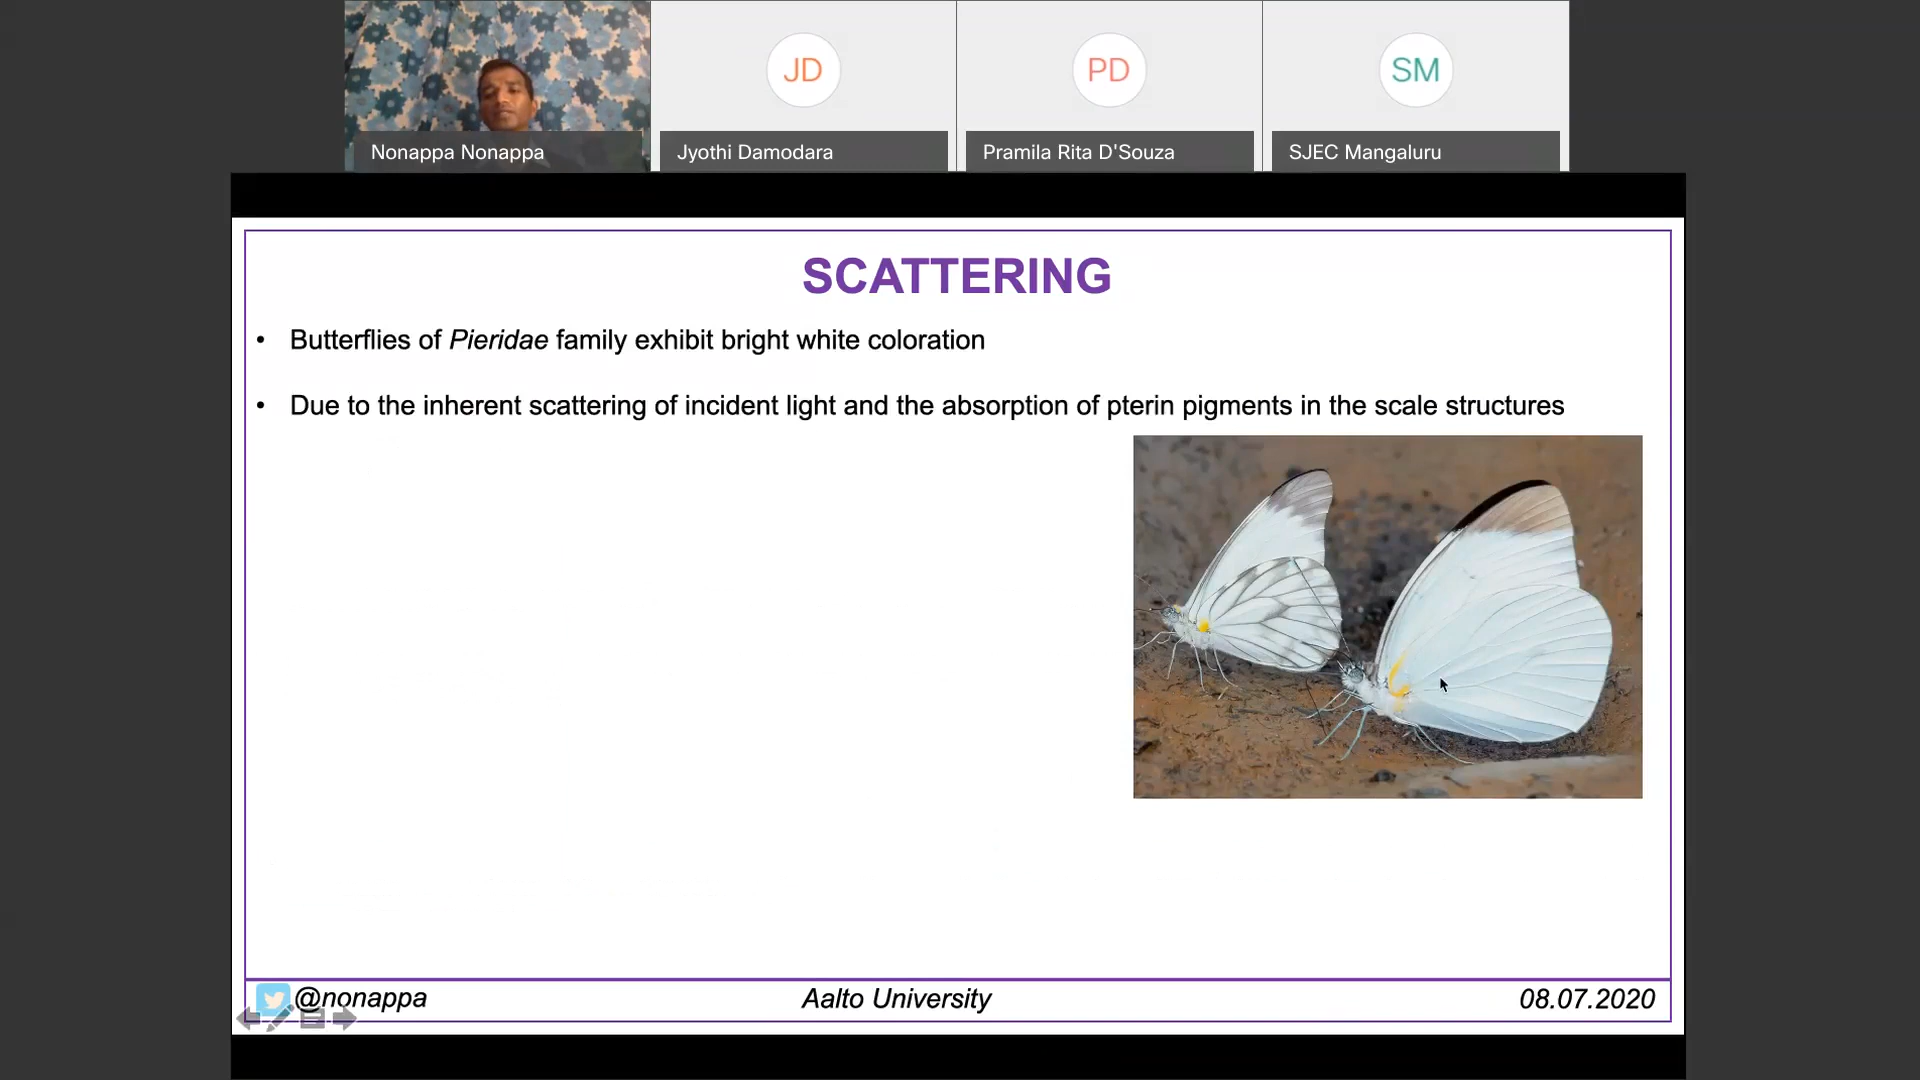 JD
PD
SM
Nonappa Nonappa
Jyothi Damodara
Pramila Rita D'Souza
SJEC Mangaluru
SCATTERING
• Butterflies of Pieridae family exhibit bright white coloration
• Due to the inherent scattering of incident light and the absorption of pterin pigments in the scale structures
@nonappa
Aalto University
08.07.2020